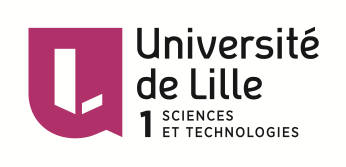 Université
de Lille
1 SCIENCES
ET TECHNOLOGIES